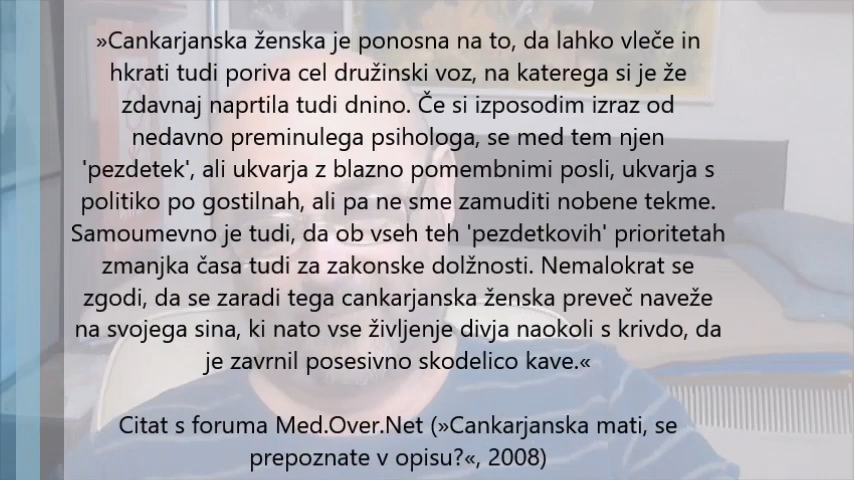 »Cankarjanska ženska je ponosna na to, da lahko vleče in
hkrati tudi poriva cel družinski voz, na katerega si je že
zdavnaj naprtila tudi dnino. Če si izposodim izraz od
nedavno preminulega psihologa, se med tem njen
'pezdetek', ali ukvarja z blazno pomembnimi posli, ukvarja s
politiko po gostilnah, ali pa ne sme zamuditi nobene tekme.
Samoumevno je tudi, da ob vseh teh 'pezdetkovih' prioritetah
zmanjka časa tudi za zakonske dolžnosti. Nemalokrat se
zgodi, da se zaradi tega cankarjanska ženska preveč naveže
na svojega sina, ki nato vse življenje divja naokoli s krivdo, da
je zavrnil posesivno skodelico kave.«
Citat s foruma Med.Over.Net (»Cankarjanska mati, se
prepoznate v opisu?«, 2008)